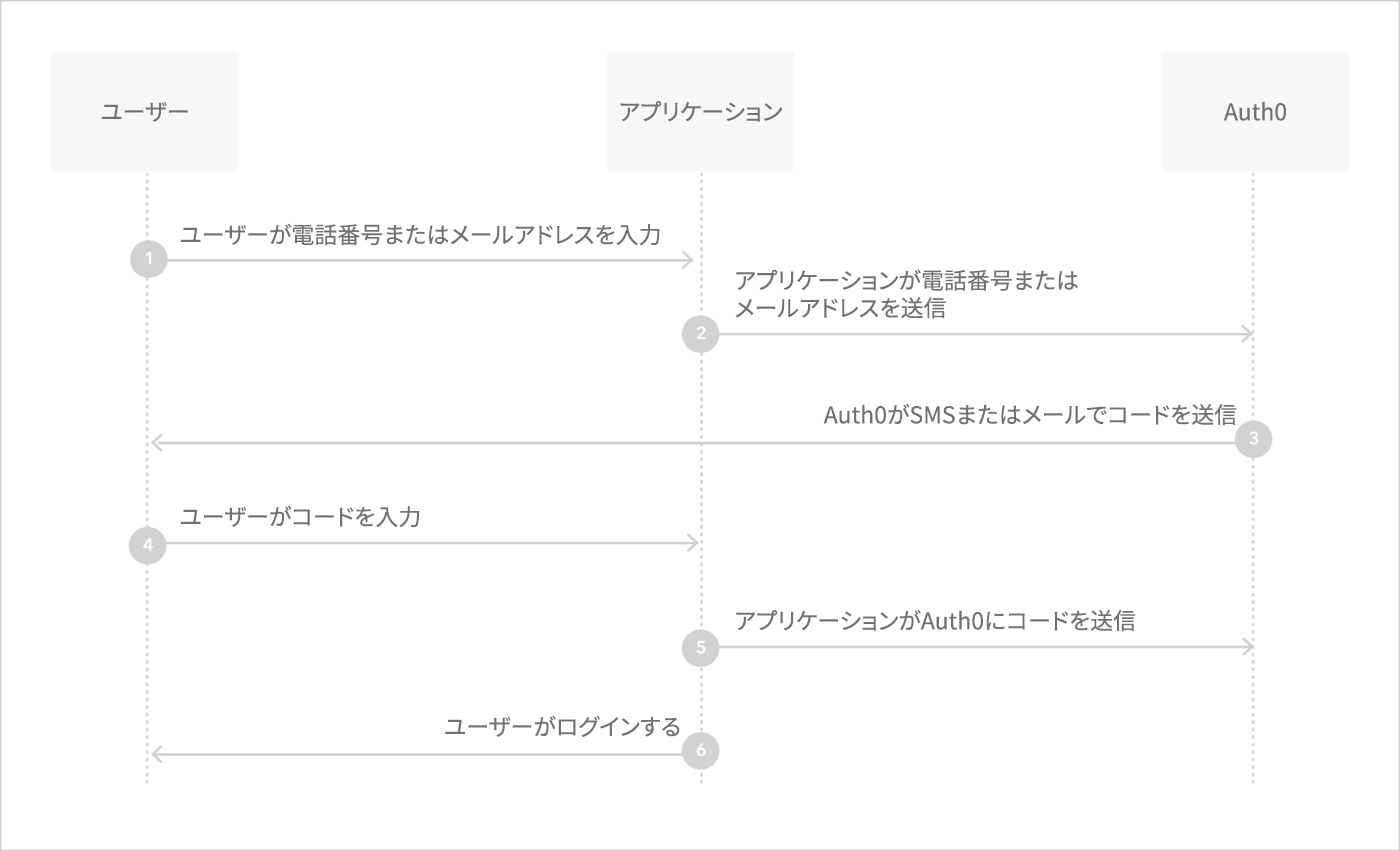 ユーザー
アプリケーション
Auth0
ユーザーが電話番号またはメールアドレスを入力
1
アプリケーションが電話番号または
メールアドレスを送信
2
Auth0がSMSまたはメールでコードを送信
3
ユーザーがコードを入力
4
アプリケーションがAuth0にコードを送信
5
ユーザーがログインする
6